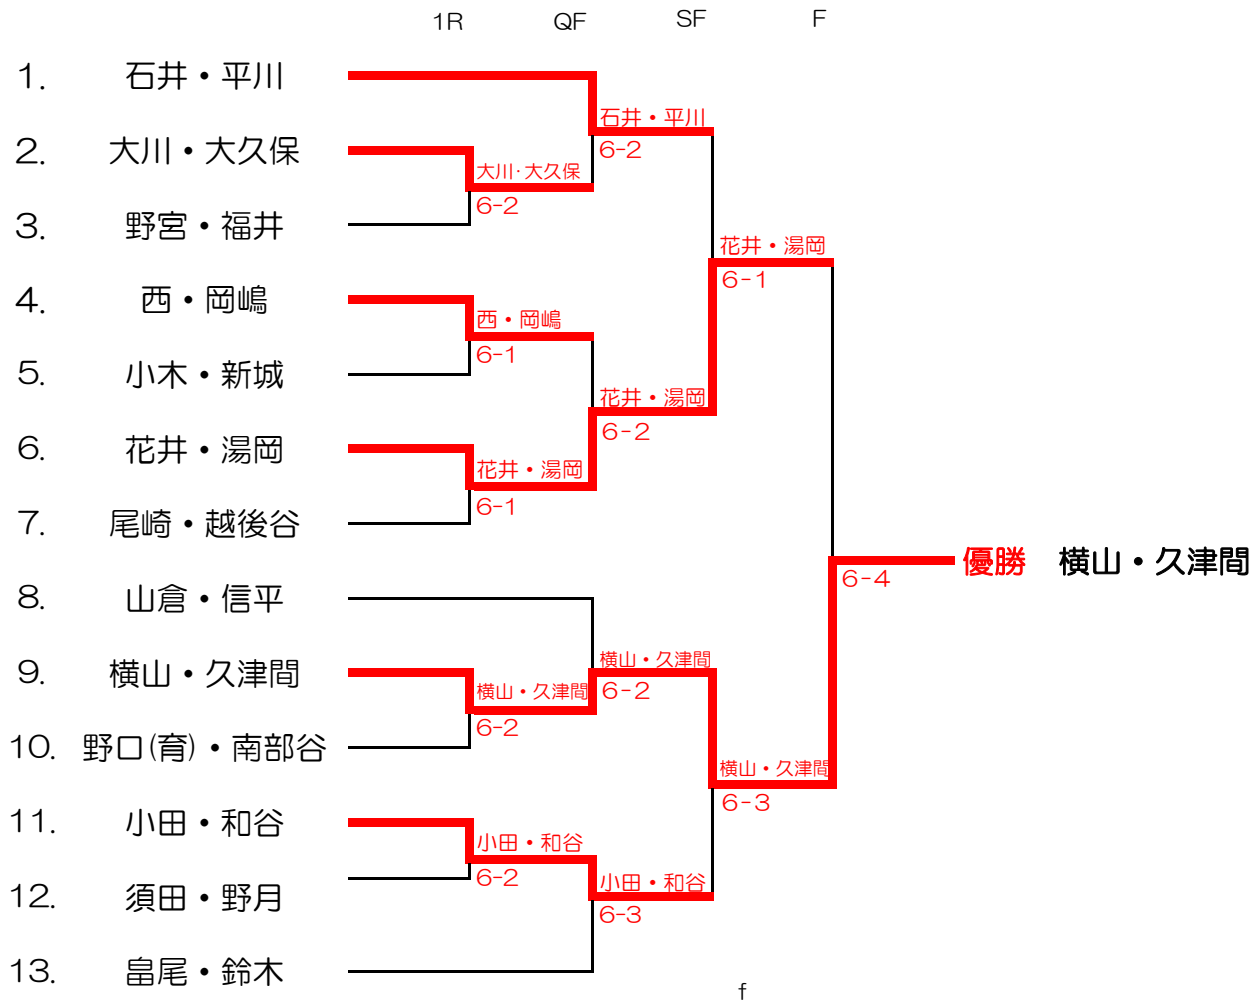 1R QF SF F
1. 石井・平川
石井・平川
2. 大川・大久保
6-2
大川・大久保
6-2
3. 野宮・福井
花井・湯岡
6-1
4. 西・岡嶋
西・岡嶋
6-1
5. 小木・新城
花井・湯岡
6-2
6. 花井・湯岡
花井・湯岡
6-1
7. 尾崎・越後谷
優勝 横山・久津間
6-4
8. 山倉・信平
横山・久津間
9. 横山・久津間
横山・久津間
6-2
6-2
10. 野口(育)・南部谷
横山・久津間
6-3
11. 小田・和谷
小田・和谷
6-2
小田・和谷
12. 須田・野月
6-3
13. 畠尾・鈴木
f